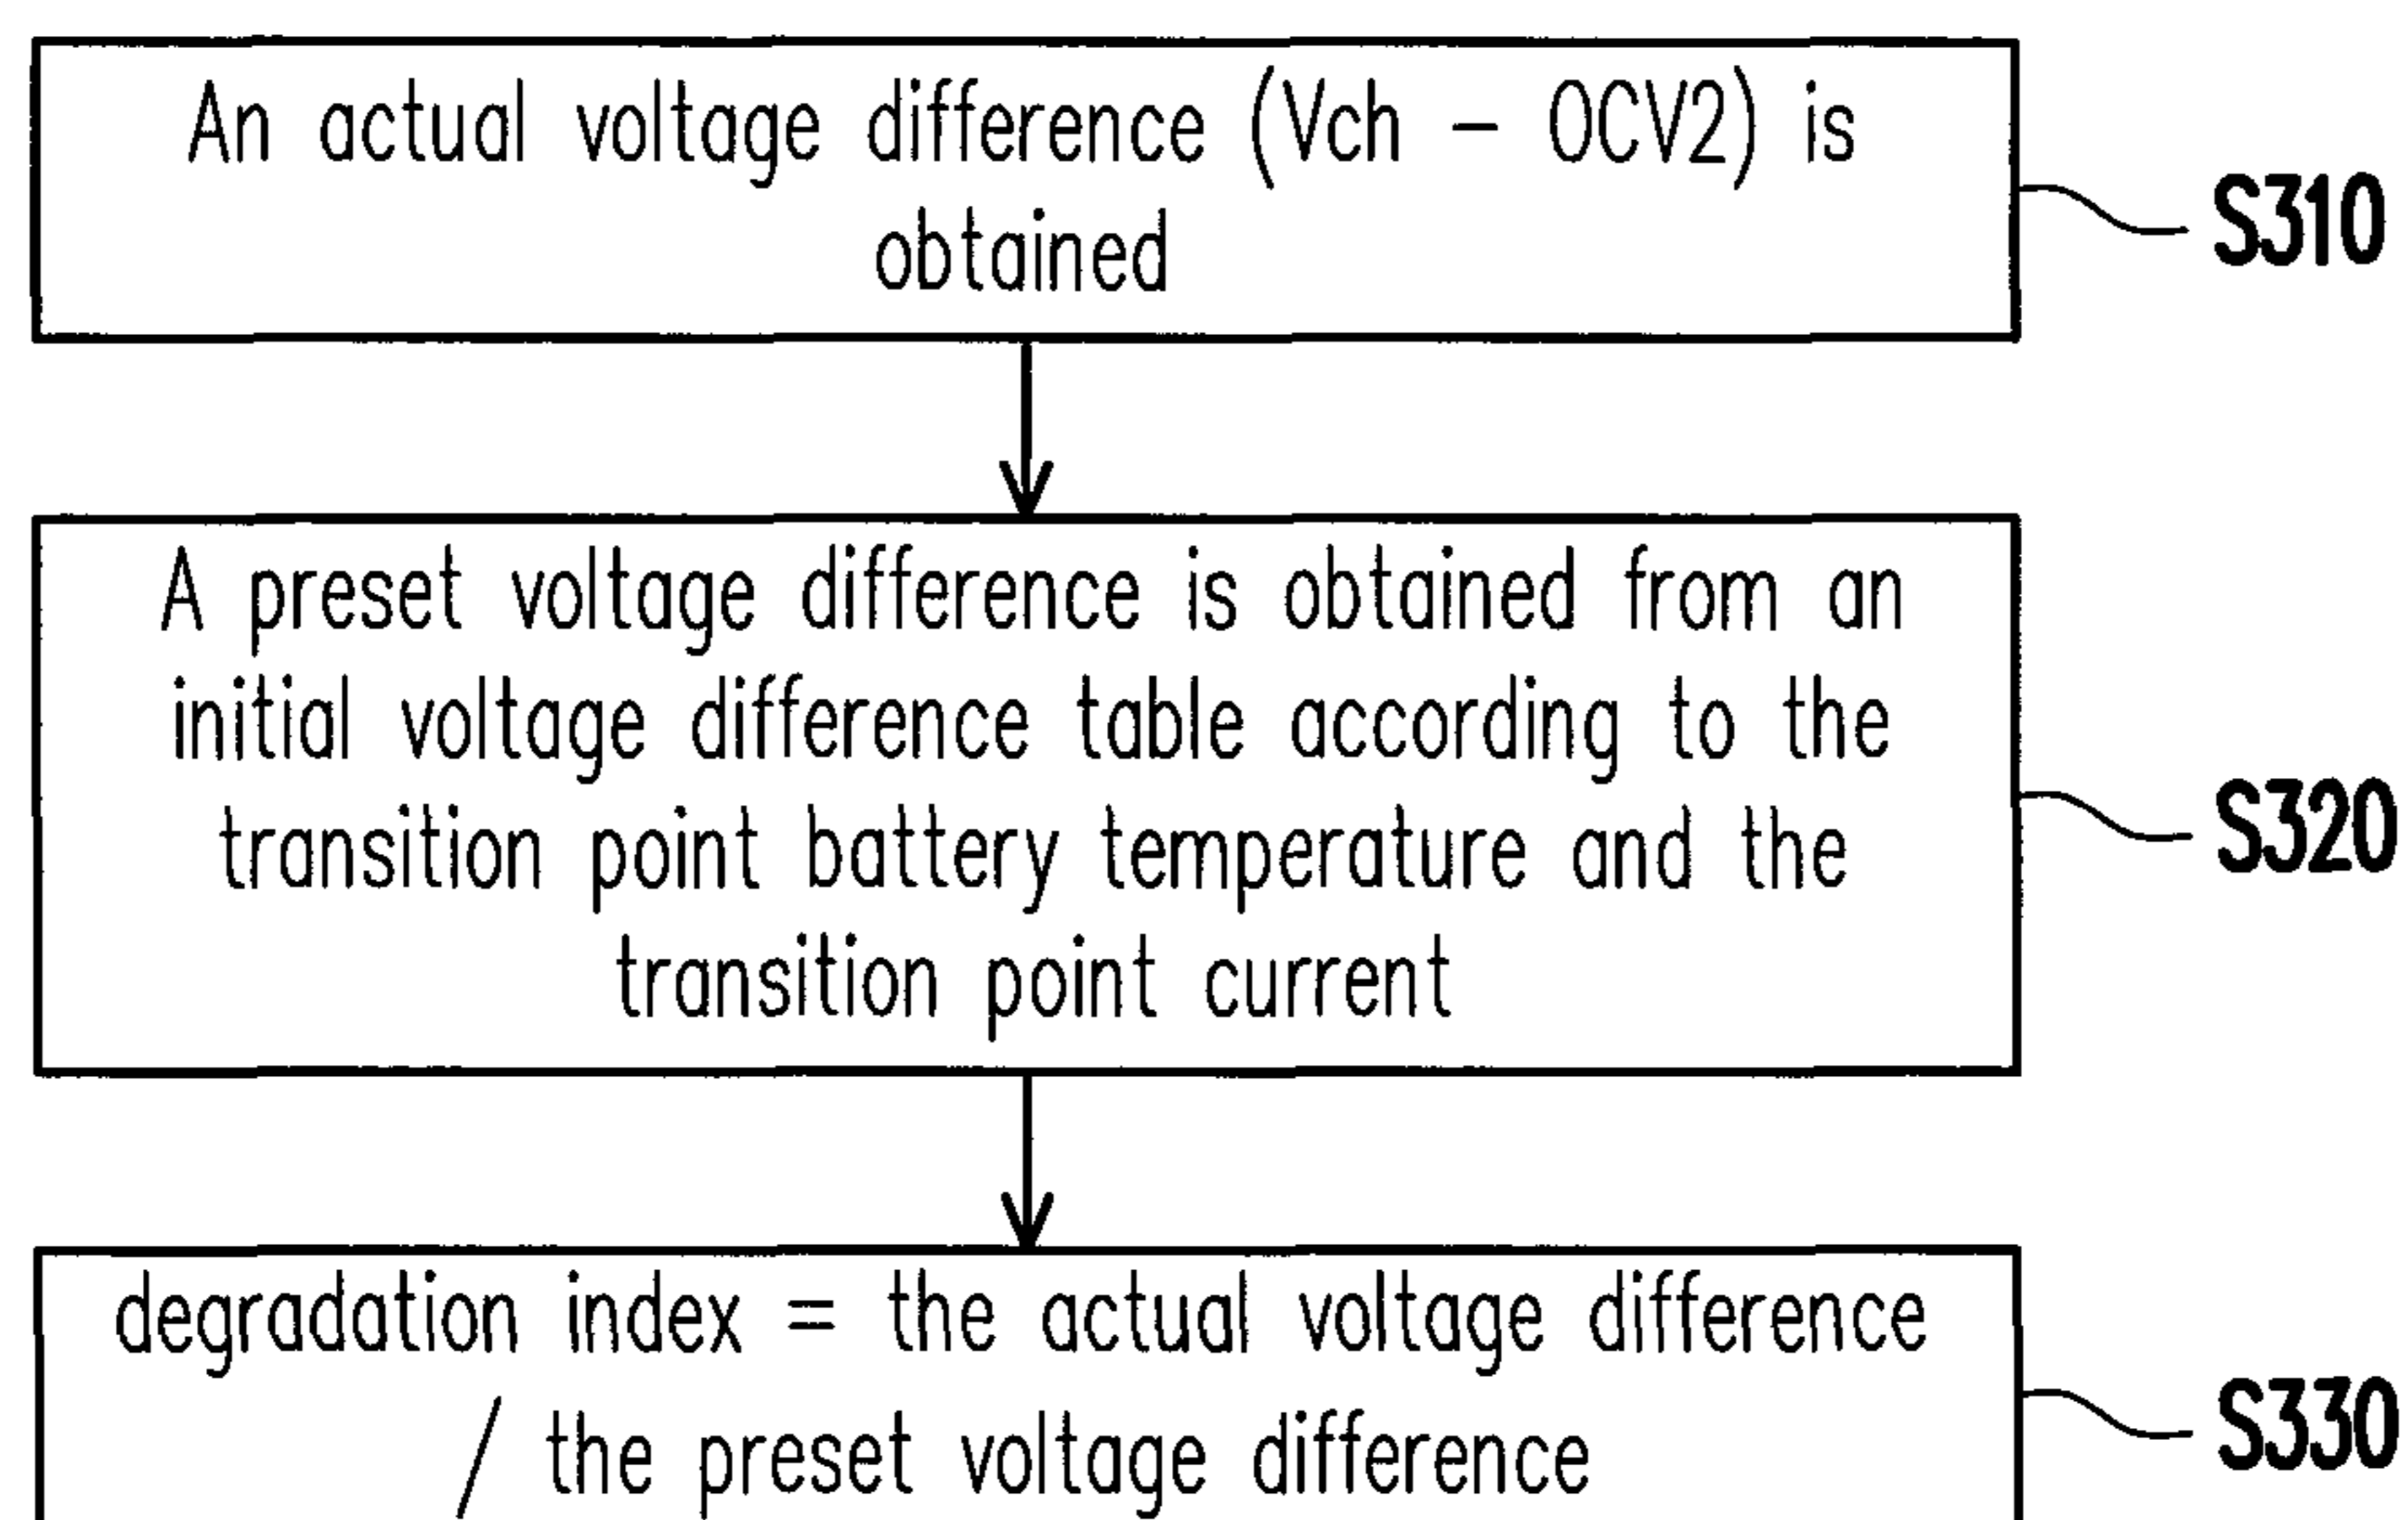 An actual voltage difference (Vch - OCV2) is
obtained
S310
A preset voltage difference is obtained from an
initial voltage difference table according to the
transition point battery temperature and the
transition point current
S320
degradation index = the actual voltage difference
/ the preset voltage difference
S330